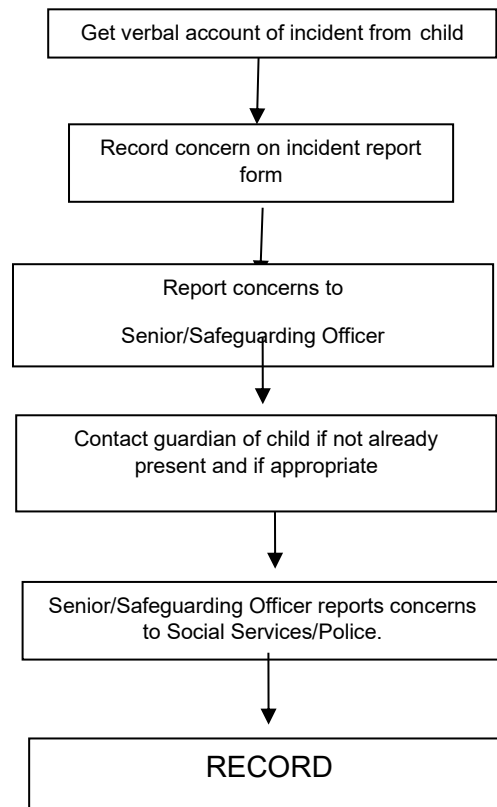 Get verbal account of incident from child
Record concern on incident report
form
Report concerns to
Senior/Safeguarding Officer
Contact guardian of child if not already
present and if appropriate
Senior/Safeguarding Officer reports concerns
to Social Services/Police.
RECORD